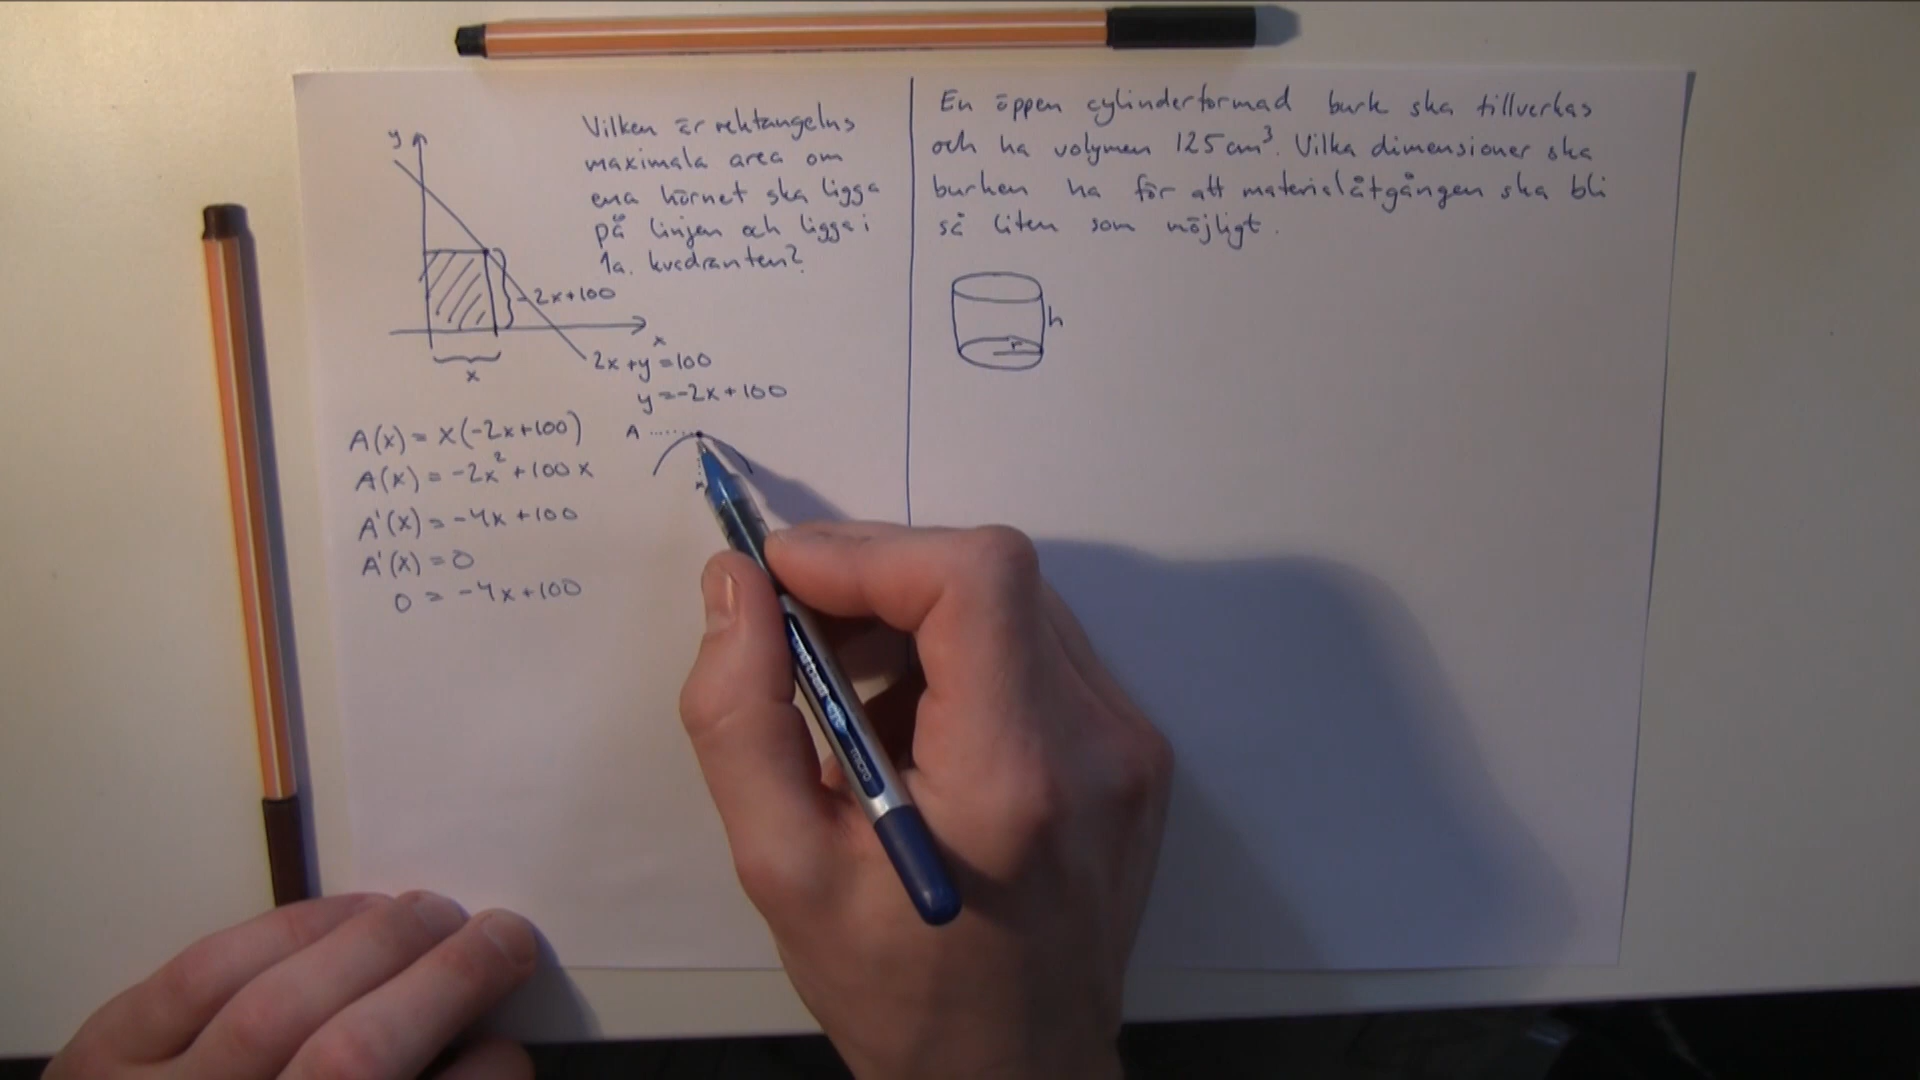 y
Vilken är rektangelns
maximala area om
ena hörnet ska ligga
på linjen och ligga i
1a. kvadranten?
-2x+100
x
x
2x+y=100
y=-2x+100
A(x) = x(-2x+100)
A(x) = -2x²+100x
A'(x) = -4x+100
A'(x) = 0
0 = -4x+100
A
x
En öppen cylinderformad burk ska tillverkas
och ha volymen 125 cm³. Vilka dimensioner ska
burken ha för att materialåtgången ska bli
så liten som möjligt.
h
r
micro